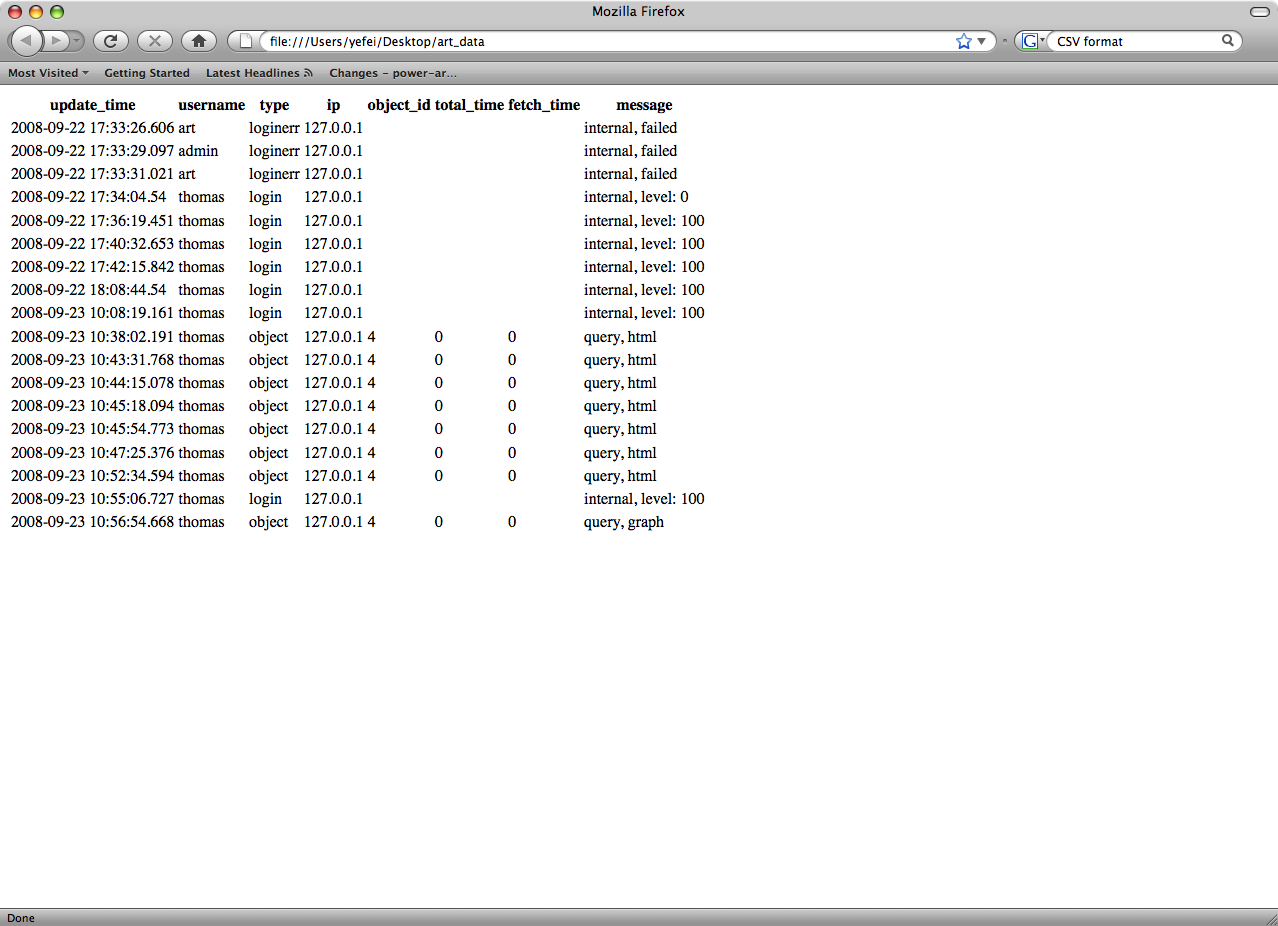 Mozilla Firefox
file:///Users/yefei/Desktop/art_data G CSV format
Most Visited Getting Started Latest Headlines Changes - power-ar...
update_time username type ip object_id total_time fetch_time message
2008-09-22 17:33:26.606 art loginerr 127.0.0.1 internal, failed
2008-09-22 17:33:29.097 admin loginerr 127.0.0.1 internal, failed
2008-09-22 17:33:31.021 art loginerr 127.0.0.1 internal, failed
2008-09-22 17:34:04.54 thomas login 127.0.0.1 internal, level: 0
2008-09-22 17:36:19.451 thomas login 127.0.0.1 internal, level: 100
2008-09-22 17:40:32.653 thomas login 127.0.0.1 internal, level: 100
2008-09-22 17:42:15.842 thomas login 127.0.0.1 internal, level: 100
2008-09-22 18:08:44.54 thomas login 127.0.0.1 internal, level: 100
2008-09-23 10:08:19.161 thomas login 127.0.0.1 internal, level: 100
2008-09-23 10:38:02.191 thomas object 127.0.0.1 4 0 0 query, html
2008-09-23 10:43:31.768 thomas object 127.0.0.1 4 0 0 query, html
2008-09-23 10:44:15.078 thomas object 127.0.0.1 4 0 0 query, html
2008-09-23 10:45:18.094 thomas object 127.0.0.1 4 0 0 query, html
2008-09-23 10:45:54.773 thomas object 127.0.0.1 4 0 0 query, html
2008-09-23 10:47:25.376 thomas object 127.0.0.1 4 0 0 query, html
2008-09-23 10:52:34.594 thomas object 127.0.0.1 4 0 0 query, html
2008-09-23 10:55:06.727 thomas login 127.0.0.1 internal, level: 100
2008-09-23 10:56:54.668 thomas object 127.0.0.1 4 0 0 query, graph
Done